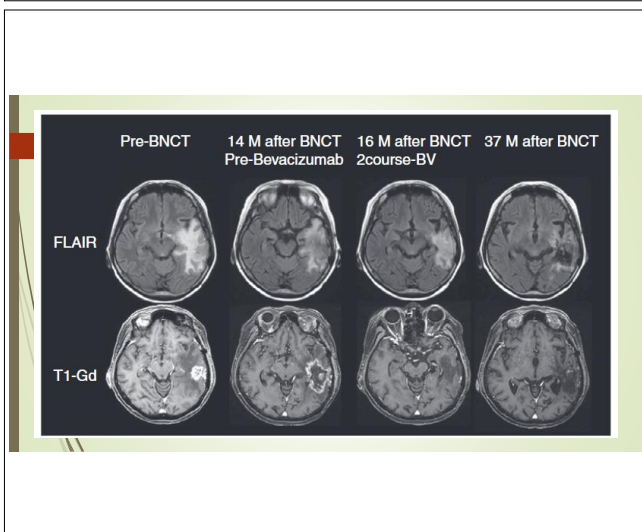 Pre-BNCT
14 M after BNCT
Pre-Bevacizumab
16 M after BNCT
2course-BV
37 M after BNCT
FLAIR
T1-Gd